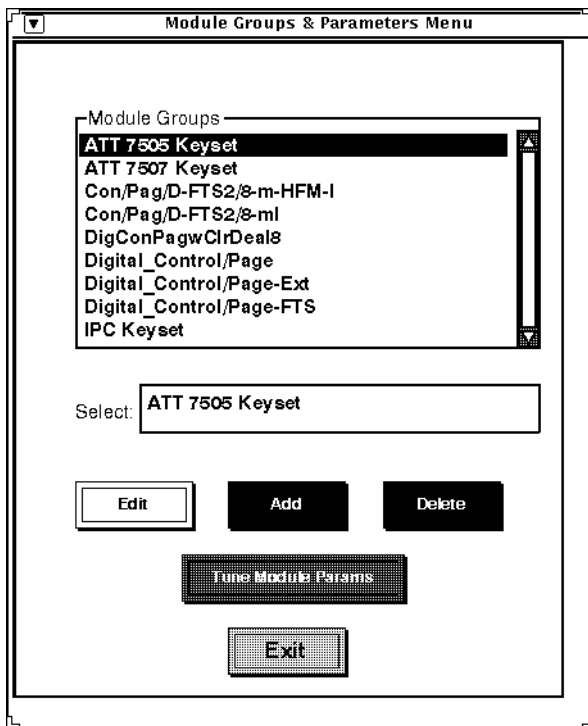 Module Groups & Parameters Menu
Module Groups
ATT 7505 Keyset
ATT 7507 Keyset
Con/Pag/D-FTS2/8-m-HFM-I
Con/Pag/D-FTS2/8-ml
DigConPagwClrDeal8
Digital_Control/Page
Digital_Control/Page-Ext
Digital_Control/Page-FTS
IPC Keyset
Select: ATT 7505 Keyset
Edit Add Delete
Tune Module Params
Exit